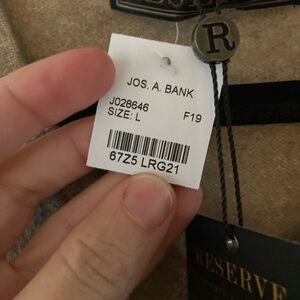 R
JOS. A. BANK
J028646
SIZE: L F19
67Z5 LRG21
RESERVE